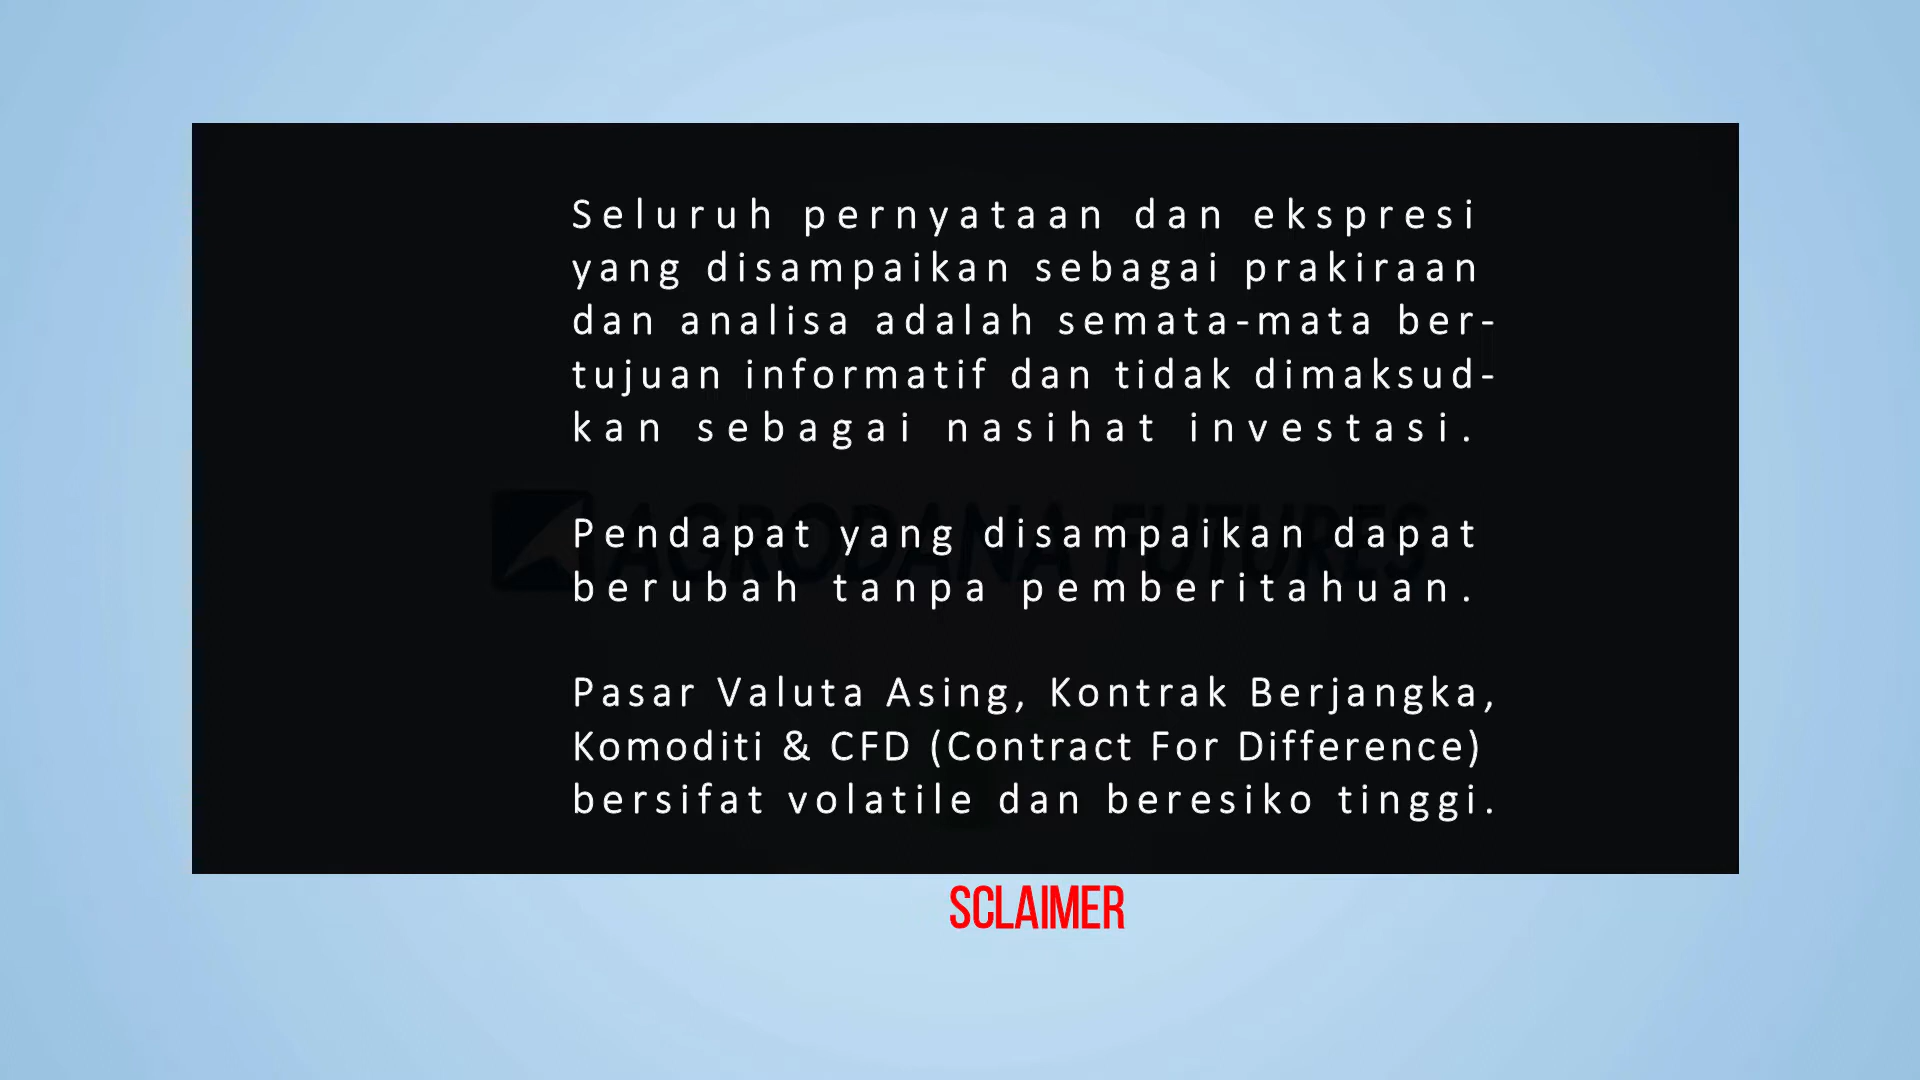 Seluruh pernyataan dan ekspresi
yang disampaikan sebagai prakiraan
dan analisa adalah semata-mata ber-
tujuan informatif dan tidak dimaksud-
kan sebagai nasihat investasi.
AGRODANA FUTURES
Pendapat yang disampaikan dapat
berubah tanpa pemberitahuan.
Pasar Valuta Asing, Kontrak Berjangka,
Komoditi & CFD (Contract For Difference)
bersifat volatile dan beresiko tinggi.
SCLAIMER